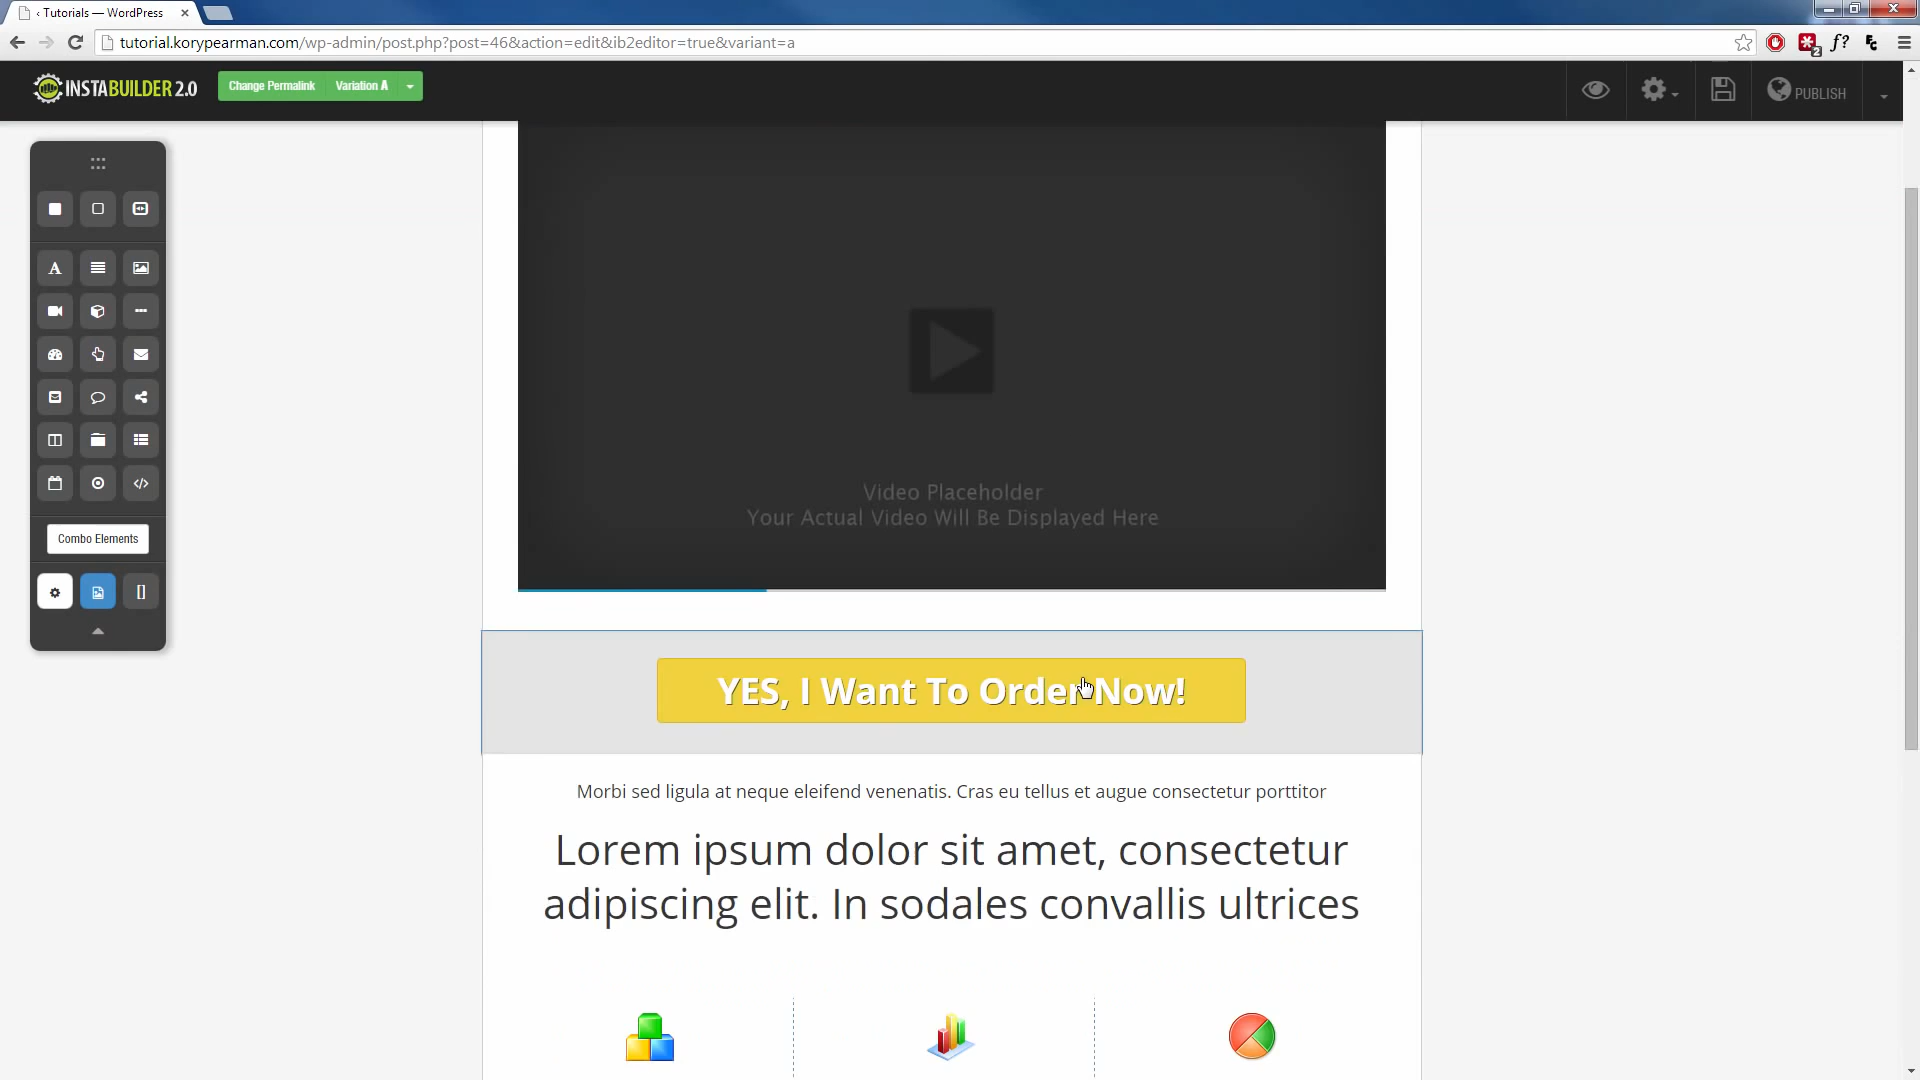 ‹ Tutorials — WordPress
tutorial.korypearman.com/wp-admin/post.php?post=46&action=edit&ib2editor=true&variant=a
INSTABUILDER 2.0
Change Permalink
Variation A
PUBLISH
Video Placeholder
Your Actual Video Will Be Displayed Here
Combo Elements
YES, I Want To Order Now!
Morbi sed ligula at neque eleifend venenatis. Cras eu tellus et augue consectetur porttitor
Lorem ipsum dolor sit amet, consectetur
adipiscing elit. In sodales convallis ultrices